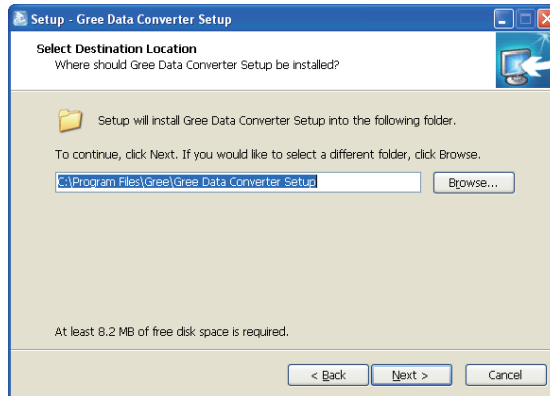 Setup - Gree Data Converter Setup
Select Destination Location
Where should Gree Data Converter Setup be installed?
Setup will install Gree Data Converter Setup into the following folder.
To continue, click Next. If you would like to select a different folder, click Browse.
C:\Program Files\Gree\Gree Data Converter Setup
Browse...
At least 8.2 MB of free disk space is required.
< Back Next > Cancel